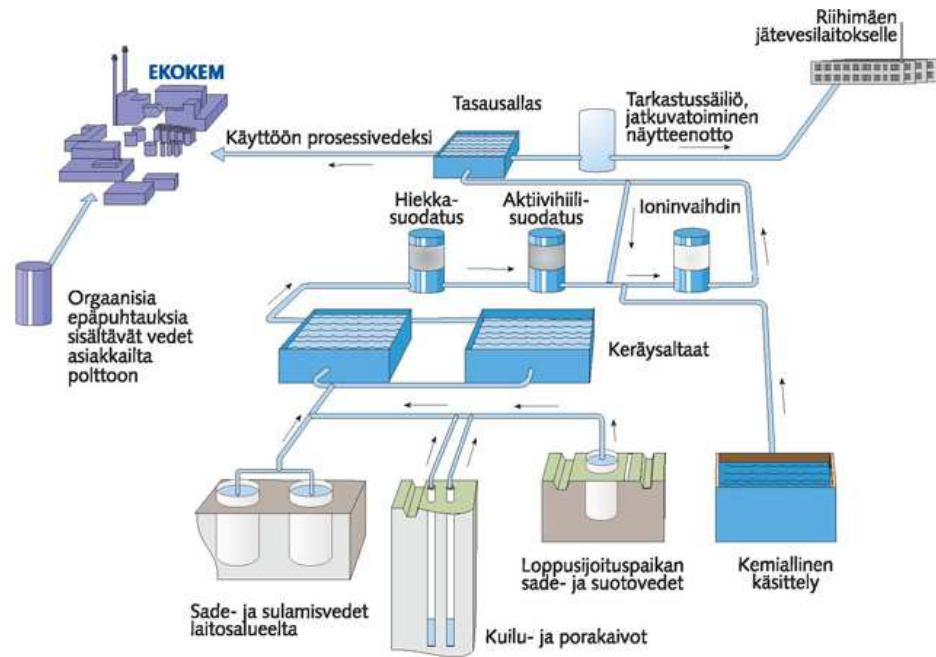 Riihimäen
jätevesilaitokselle
EKOKEM
Tasausallas
Tarkastussäiliö,
jatkuvatoiminen
näytteenotto
Käyttöön prosessivedeksi
Hiekka-
suodatus
Aktiivihiili-
suodatus
Ioninvaihdin
Orgaanisia
epäpuhtauksia
sisältävät vedet
asiakkailta
polttoon
Keräysaltaat
Sade- ja sulamisvedet
laitosalueelta
Kuilu- ja porakaivot
Loppusijoituspaikan
sade- ja suotovedet
Kemiallinen
käsittely